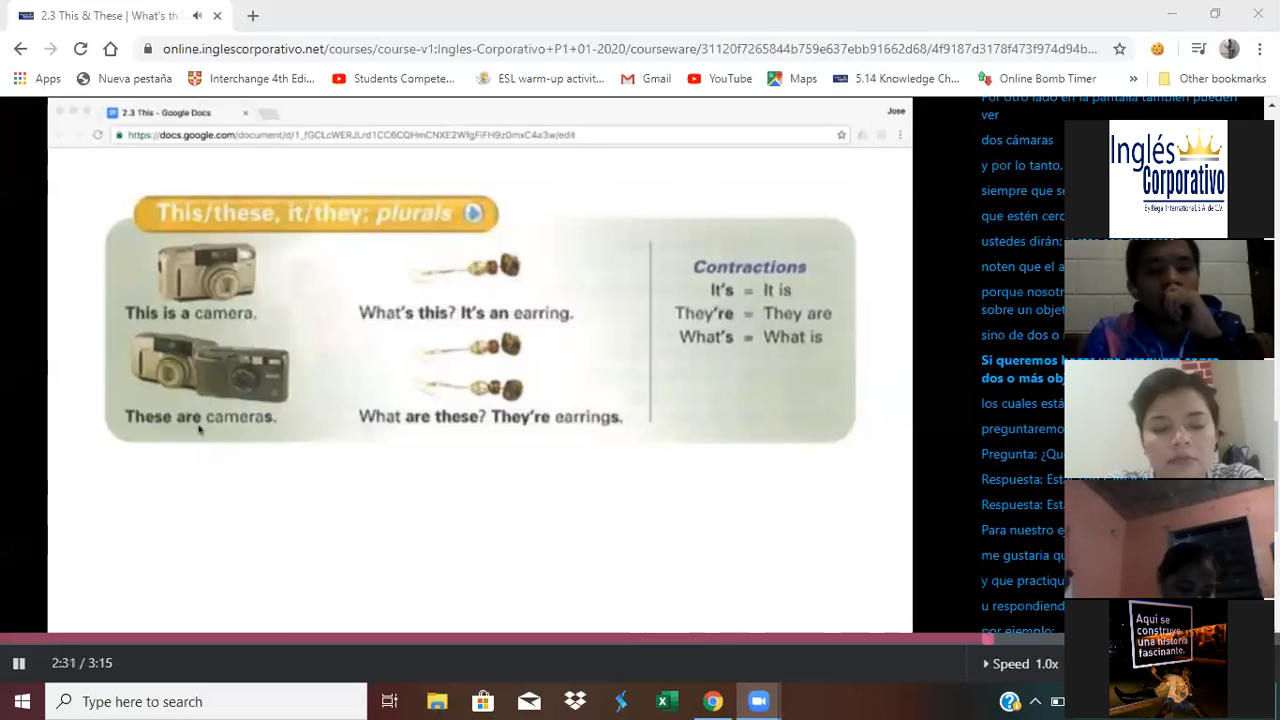 2.3 This & These | What's th
online.inglescorporativo.net/courses/course-v1:Ingles-Corporativo+P1+01-2020/courseware/31120f7265844b759e637ebb91662d68/4f9187d3178f473f974d94b...
Apps
Nueva pestaña
Interchange 4th Edi...
Students Compete...
ESL warm-up activit...
Gmail
YouTube
Maps
5.14 Knowledge Ch...
Online Bomb Timer
»
Other bookmarks
2.3 This - Google Docs
Jose
This/these, it/they; plurals
This is a camera.
What's this? It's an earring.
These are cameras.
What are these? They're earrings.
Contractions
It's = It is
They're = They are
What's = What is
Por otro lado en la pantalla también pueden
ver
dos cámaras
y por lo tanto,
siempre que se
que estén cerc
ustedes dirán:
noten que el a
porque nosotr
sobre un objet
sino de dos o
Si queremos
dos o más obj
los cuales está
preguntaremo
Pregunta: ¿Qu
Respuesta: Est
Respuesta: Est
Para nuestro ej
me gustaria qu
y que practiqu
u respondiend
por ejemplo:
Inglés
Corporativo
Aquí se
construye
una historia
fascinante.
2:31 / 3:15
Speed 1.0x
Type here to search